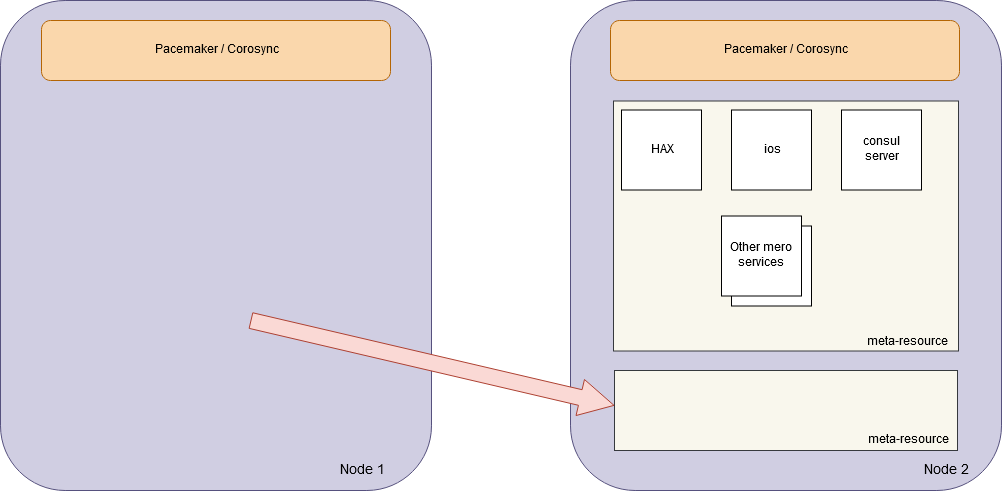 Pacemaker / Corosync
Pacemaker / Corosync
HAX
ios
consul
server
Other mero
services
meta-resource
meta-resource
Node 1
Node 2